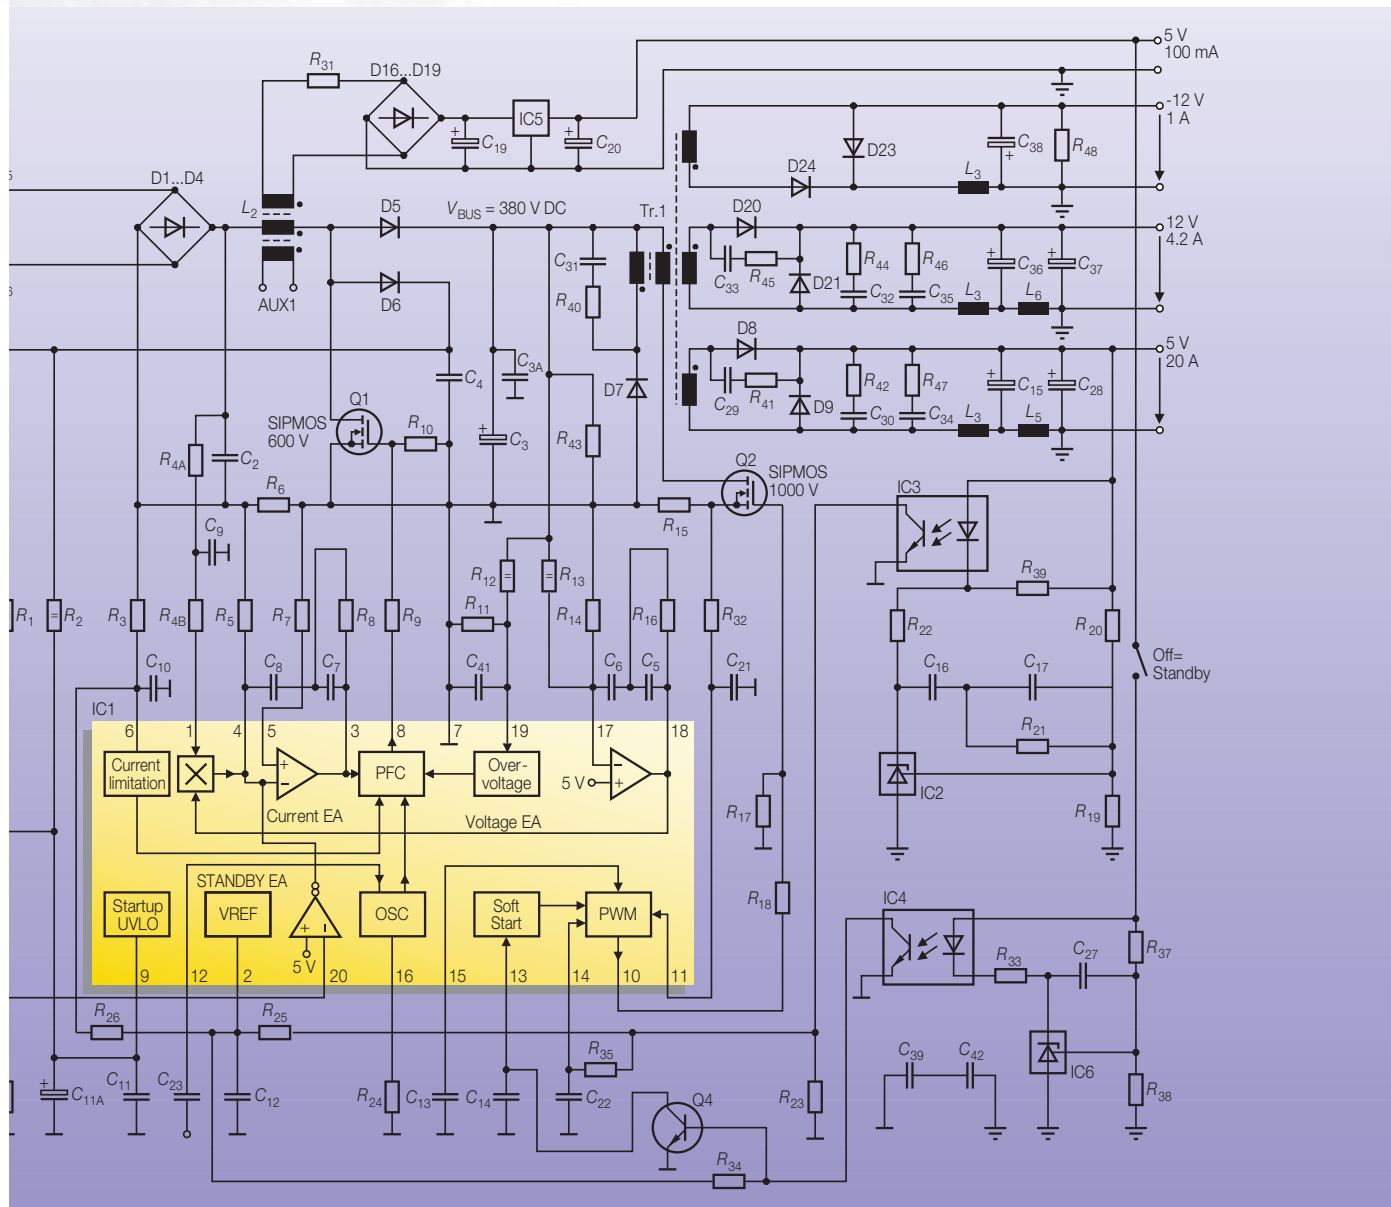 5 V
100 mA
R31
D16...D19
-12 V
1 A
IC5
C19
C20
C38
R48
D23
D24
L3
D1...D4
L2
D5
VBUS = 380 V DC
Tr.1
D20
12 V
4.2 A
C31
C33
R45
R44
R46
C36
C37
D21
C32
C35
L3
L6
AUX1
D6
R40
D8
5 V
20 A
C4
C3A
D7
C29
R41
R42
R47
C15
C28
D9
C30
C34
L3
L5
Q1
SIPMOS
600 V
R10
R4A
C2
C3
R43
Q2
SIPMOS
1000 V
R6
R15
IC3
C9
R12
=
=
R13
R39
R1
=
R2
R3
R4B
R5
R7
R8
R9
R11
R14
R16
R32
R22
R20
C10
C8
C7
C41
C6
C5
C21
C16
C17
Off=
Standby
IC1
6
1
4
5
3
8
7
19
17
18
R21
Current
limitation
+
−
PFC
Over-
voltage
5 V
−
+
IC2
Current EA
Voltage EA
R17
R19
STANDBY EA
R18
IC4
Startup
UVLO
VREF
OSC
Soft
Start
PWM
+
−
5 V
R37
9
12
2
20
16
15
13
14
10
11
R33
C27
R26
R25
R35
C39
C42
IC6
+
C11A
C11
C23
C12
R24
C13
C14
C22
Q4
R23
R38
R34